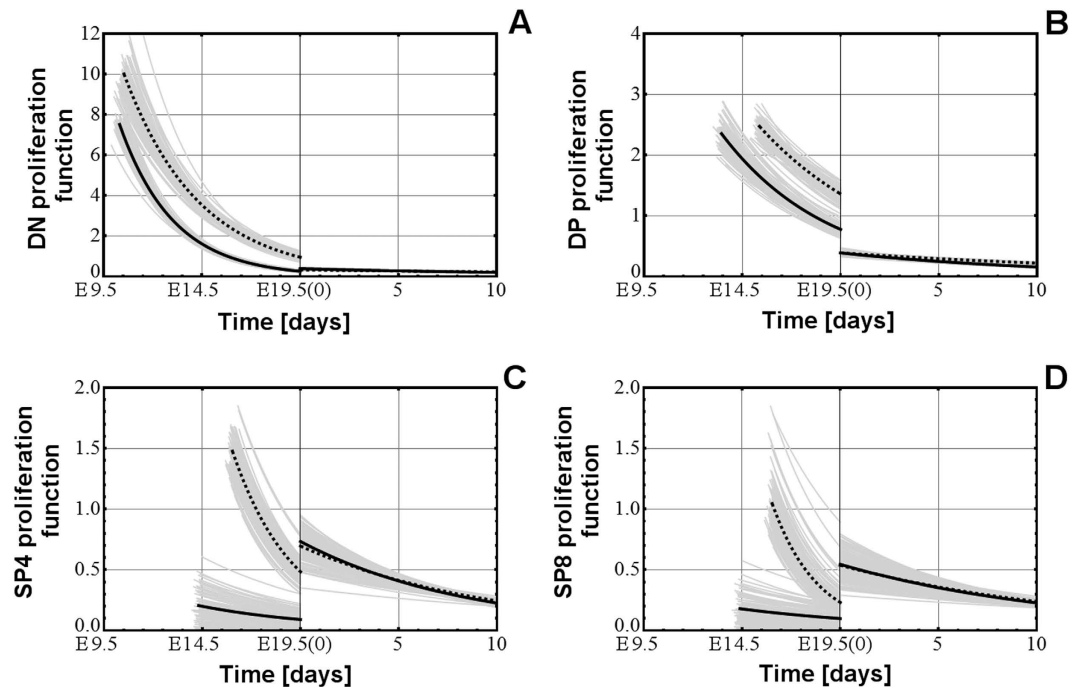 A
DN proliferation
function
12
10
8
6
4
2
0
E9.5 E14.5 E19.5(0) 5 10
Time [days]
B
DP proliferation
function
4
3
2
1
0
E9.5 E14.5 E19.5(0) 5 10
Time [days]
C
SP4 proliferation
function
2.0
1.5
1.0
0.5
0.0
E9.5 E14.5 E19.5(0) 5 10
Time [days]
D
SP8 proliferation
function
2.0
1.5
1.0
0.5
0.0
E9.5 E14.5 E19.5(0) 5 10
Time [days]